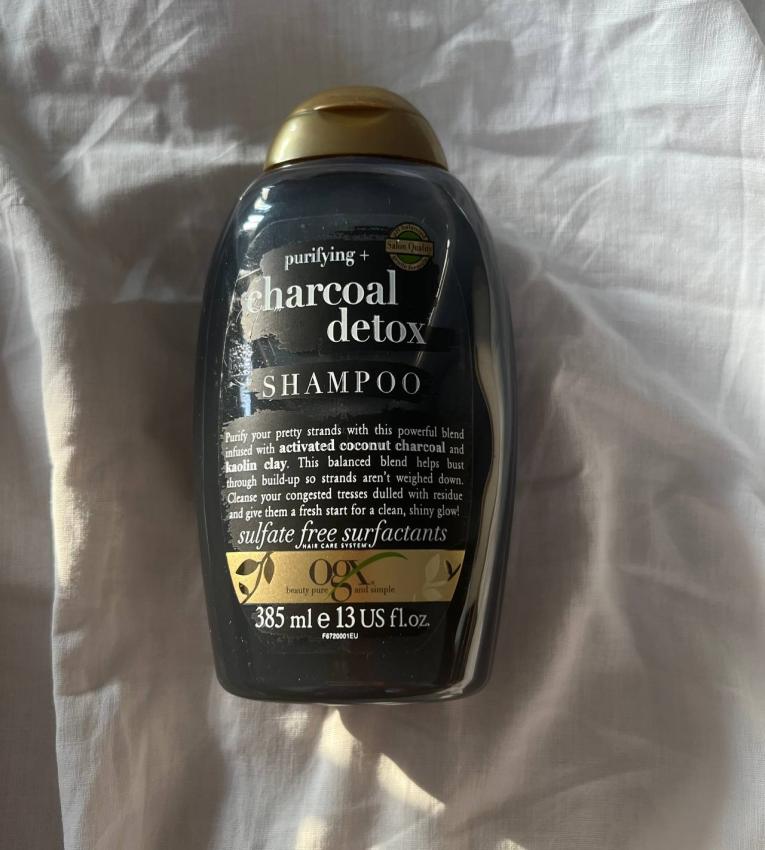 Salon Quality
purifying +
charcoal
detox
SHAMPOO
Purify your pretty strands with this powerful blend
infused with activated coconut charcoal and
kaolin clay. This balanced blend helps bust
through build-up so strands aren't weighed down.
Cleanse your congested tresses dulled with residue
and give them a fresh start for a clean, shiny glow!
sulfate free surfactants
HAIR CARE SYSTEM
ogx
beauty pure and simple
385 ml e 13 US fl.oz.
F6720001EU